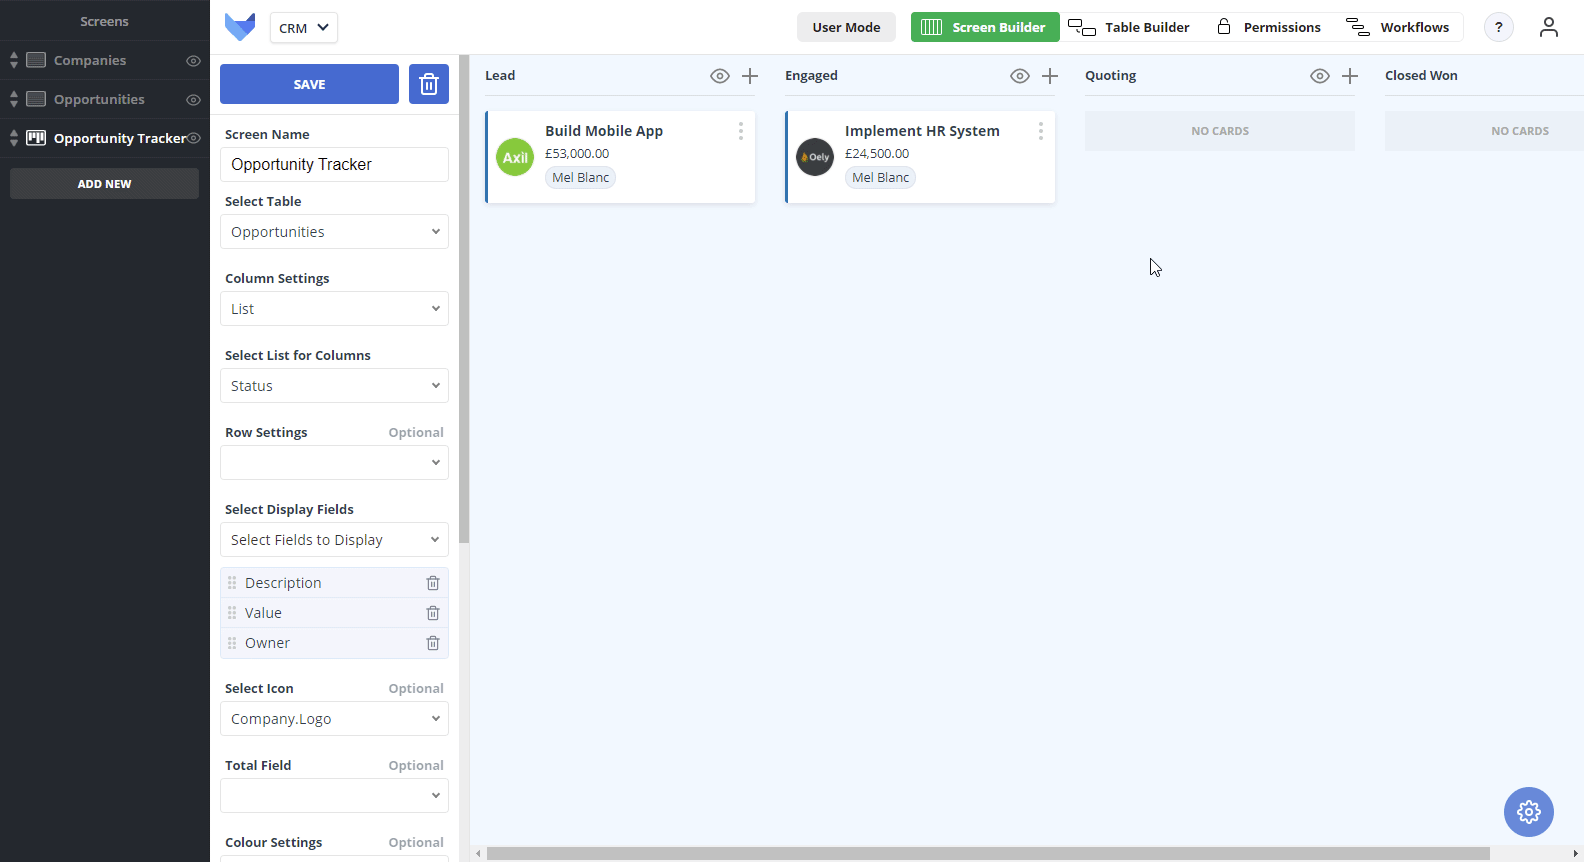 Screens
Companies
Opportunities
Opportunity Tracker
ADD NEW
CRM
User Mode
Screen Builder
Table Builder
Permissions
Workflows
?
SAVE
Screen Name
Opportunity Tracker
Select Table
Opportunities
Column Settings
List
Select List for Columns
Status
Row Settings Optional
Select Display Fields
Select Fields to Display
Description
Value
Owner
Select Icon Optional
Company.Logo
Total Field Optional
Colour Settings Optional
Lead
Axil
Build Mobile App
£53,000.00
Mel Blanc
Engaged
Oely
Implement HR System
£24,500.00
Mel Blanc
Quoting
NO CARDS
Closed Won
NO CARDS